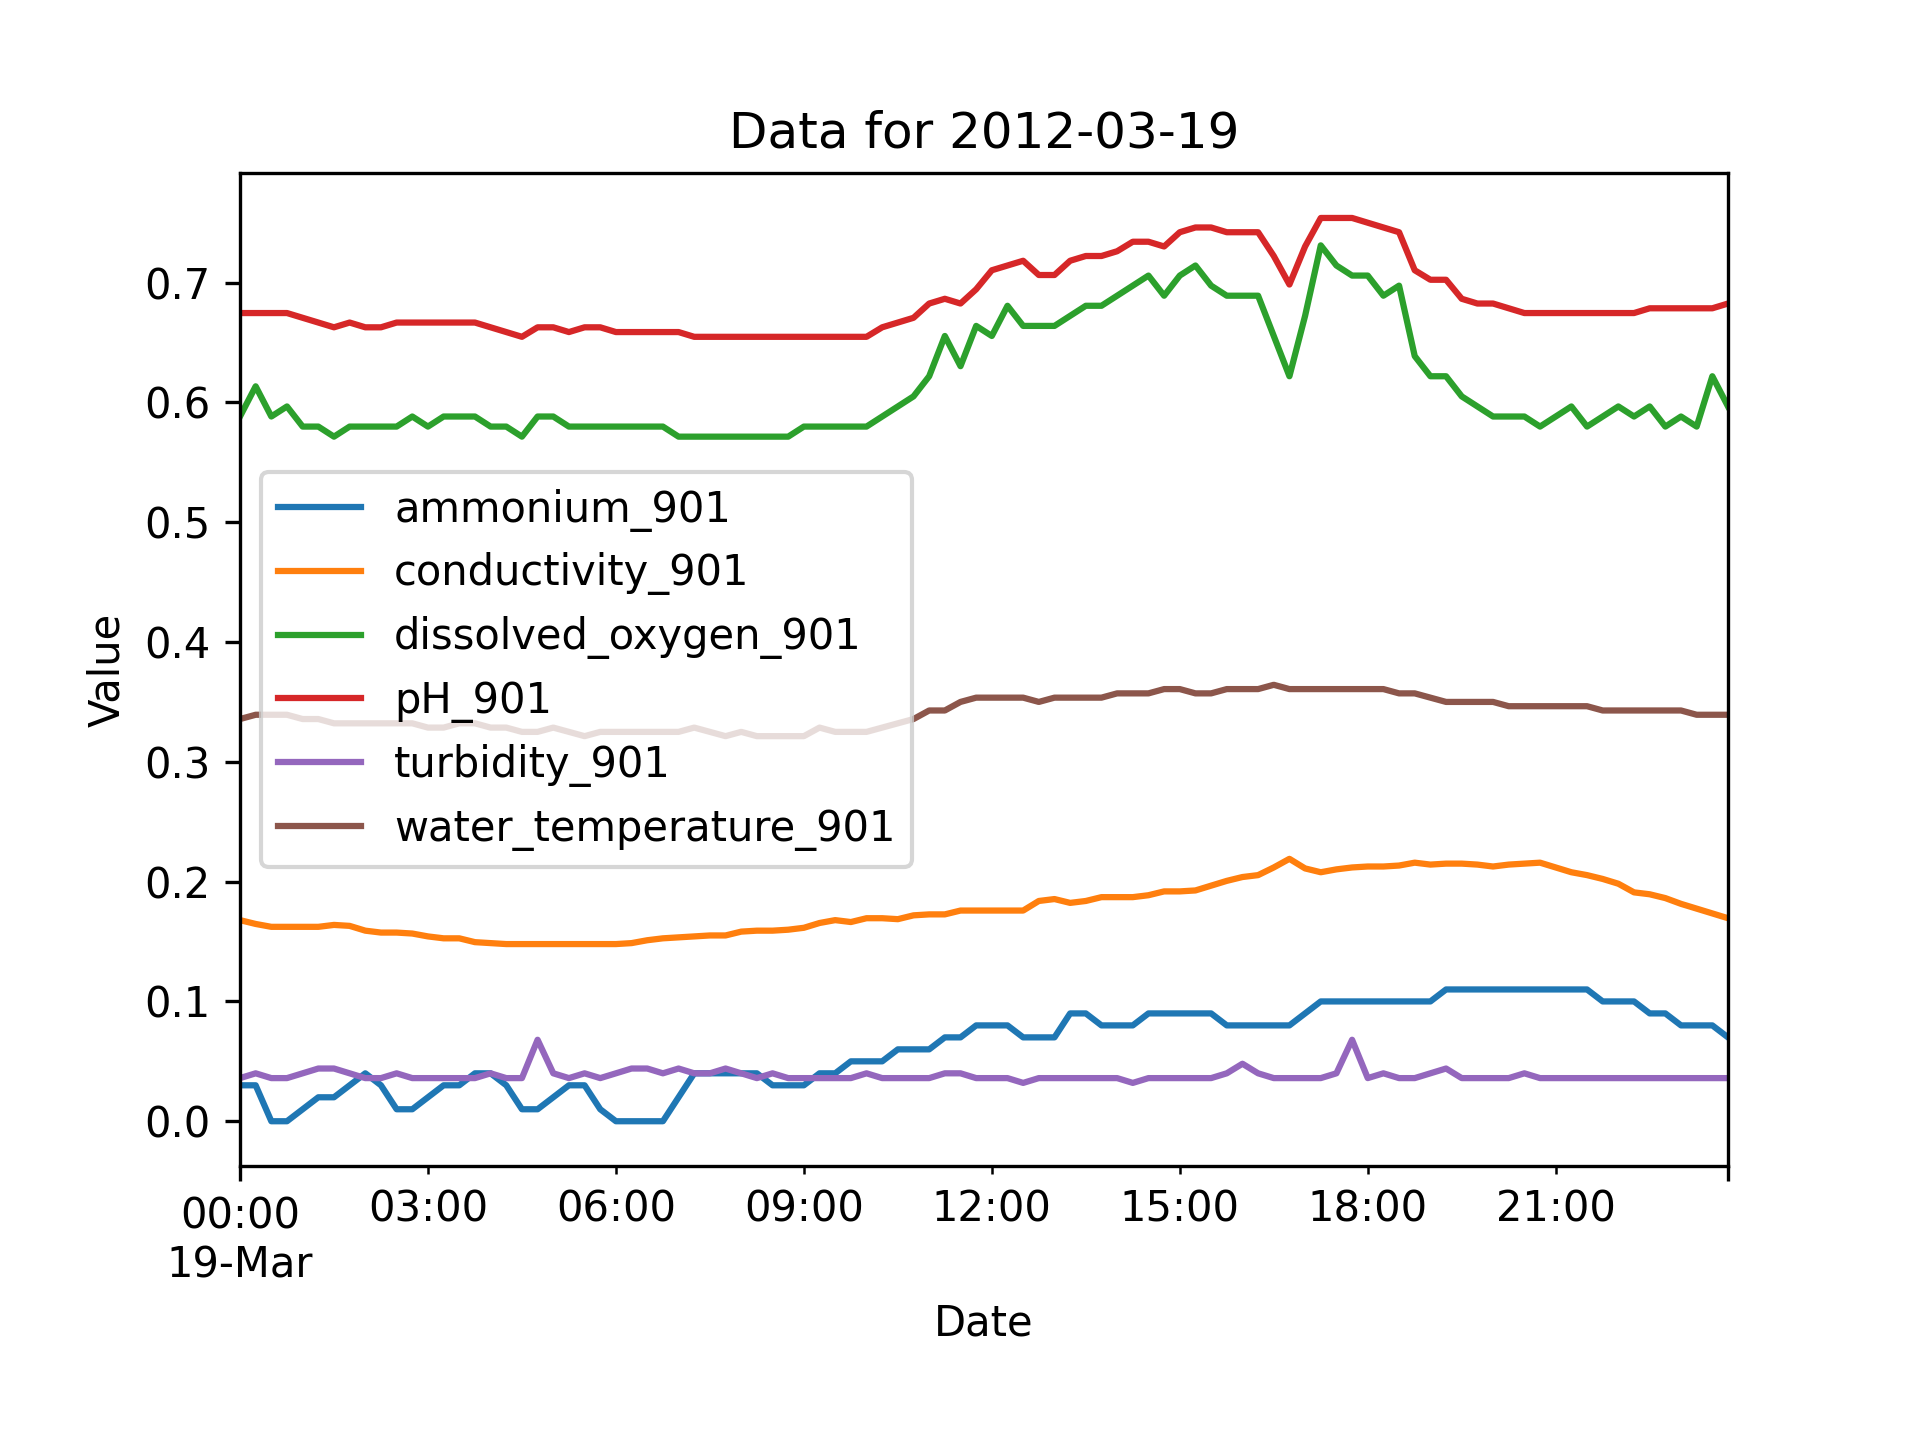 Data for 2012-03-19
Value
0.7
0.6
0.5
0.4
0.3
0.2
0.1
0.0
ammonium_901
conductivity_901
dissolved_oxygen_901
pH_901
turbidity_901
water_temperature_901
00:00 03:00 06:00 09:00 12:00 15:00 18:00 21:00
19-Mar
Date